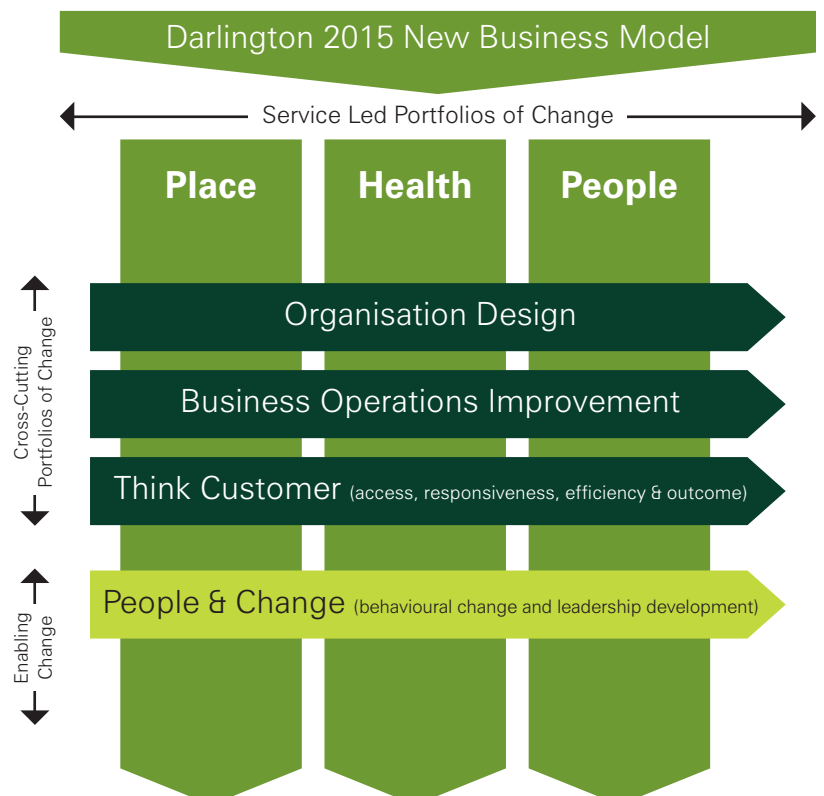 Darlington 2015 New Business Model
Service Led Portfolios of Change
Place
Health
People
Cross-Cutting
Portfolios of Change
Organisation Design
Business Operations Improvement
Think Customer (access, responsiveness, efficiency & outcome)
Enabling
Change
People & Change (behavioural change and leadership development)